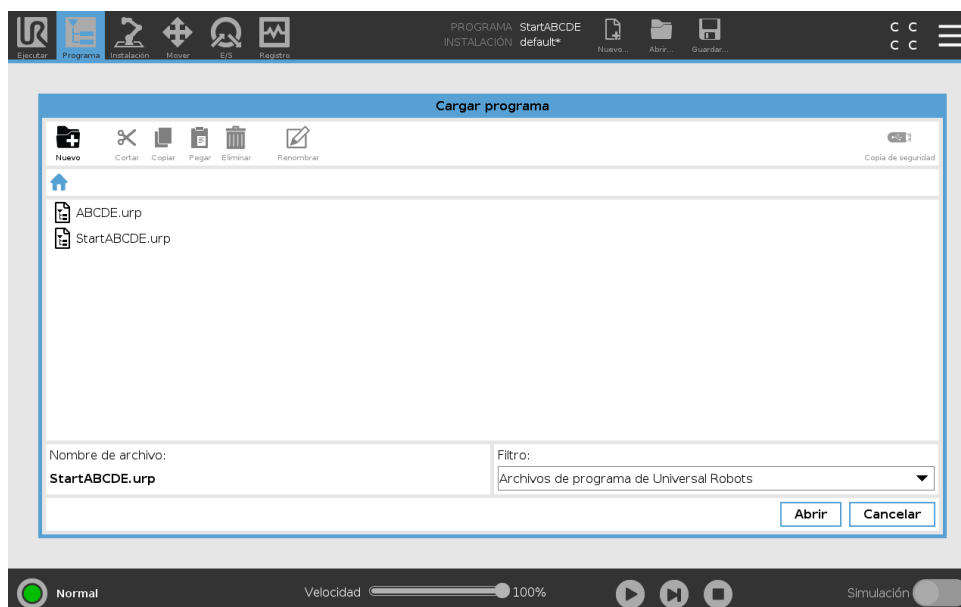 PROGRAMA StartABCDE
INSTALACIÓN default*
Ejecutar Programa Instalación Mover E/S Registro Nuevo... Abrir... Guardar...
C C
C C
Cargar programa
Nuevo Cortar Copiar Pegar Eliminar Renombrar Copia de seguridad
ABCDE.urp
StartABCDE.urp
Nombre de archivo: Filtro:
StartABCDE.urp Archivos de programa de Universal Robots
Abrir Cancelar
Normal Velocidad 100% Simulación